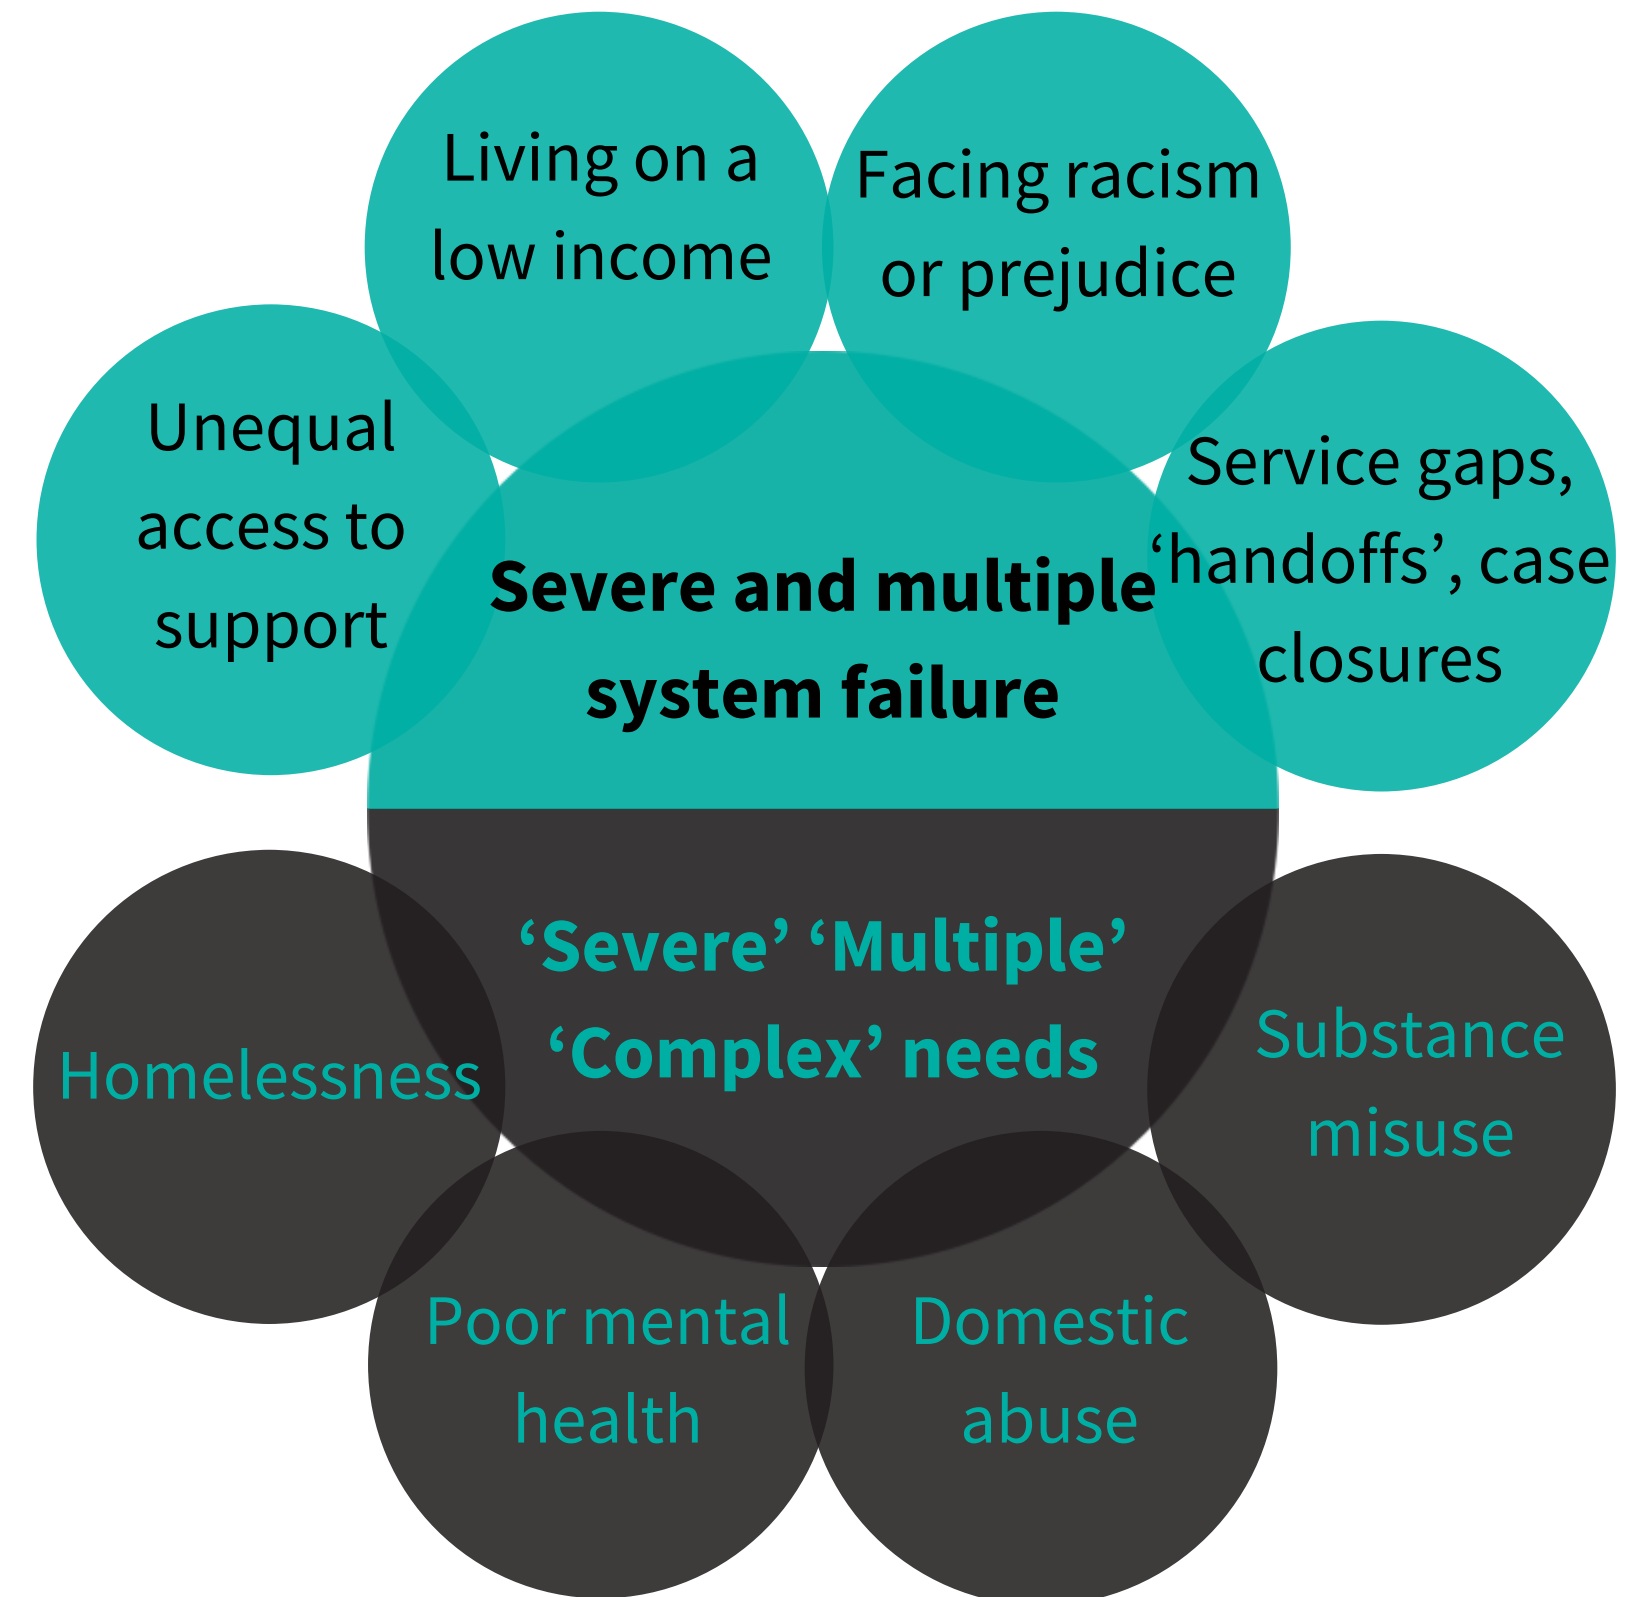 Living on a
low income
Facing racism
or prejudice
Unequal
access to
support
Service gaps,
‘handoffs’, case
closures
Severe and multiple
system failure
‘Severe’ ‘Multiple’
‘Complex’ needs
Homelessness
Substance
misuse
Poor mental
health
Domestic
abuse